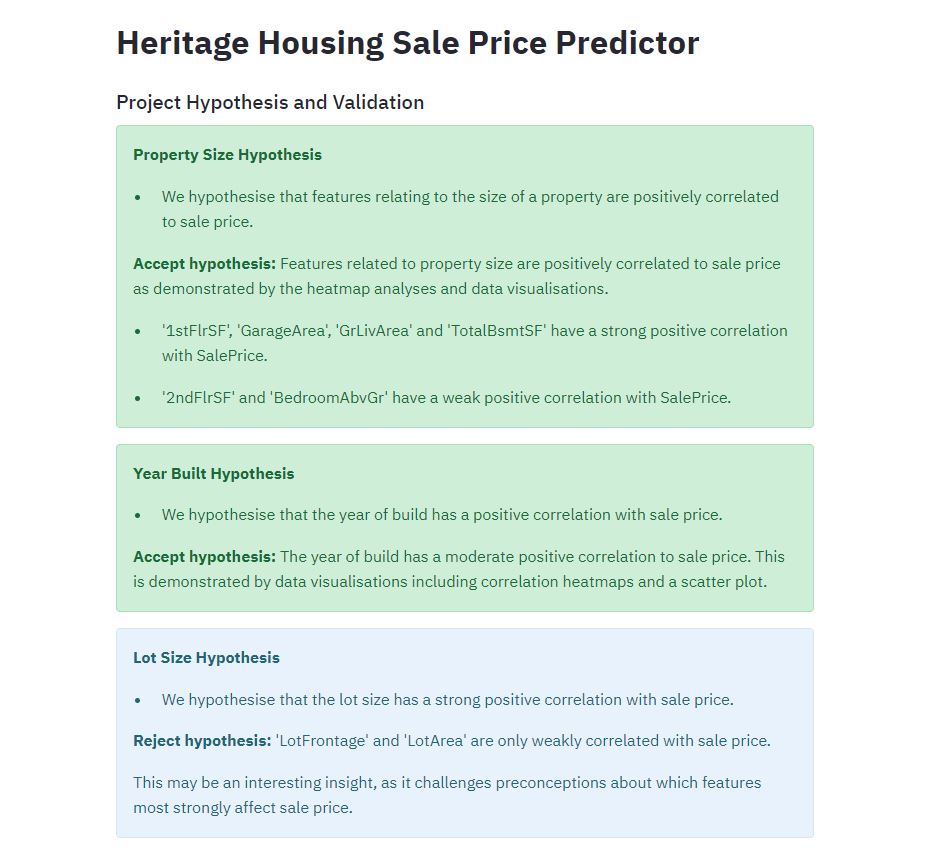 Heritage Housing Sale Price Predictor
Project Hypothesis and Validation
Property Size Hypothesis
• We hypothesise that features relating to the size of a property are positively correlated
to sale price.
Accept hypothesis: Features related to property size are positively correlated to sale price
as demonstrated by the heatmap analyses and data visualisations.
• '1stFlrSF', 'GarageArea', 'GrLivArea' and 'TotalBsmtSF' have a strong positive correlation
with SalePrice.
• '2ndFlrSF' and 'BedroomAbvGr' have a weak positive correlation with SalePrice.
Year Built Hypothesis
• We hypothesise that the year of build has a positive correlation with sale price.
Accept hypothesis: The year of build has a moderate positive correlation to sale price. This
is demonstrated by data visualisations including correlation heatmaps and a scatter plot.
Lot Size Hypothesis
• We hypothesise that the lot size has a strong positive correlation with sale price.
Reject hypothesis: 'LotFrontage' and 'LotArea' are only weakly correlated with sale price.
This may be an interesting insight, as it challenges preconceptions about which features
most strongly affect sale price.